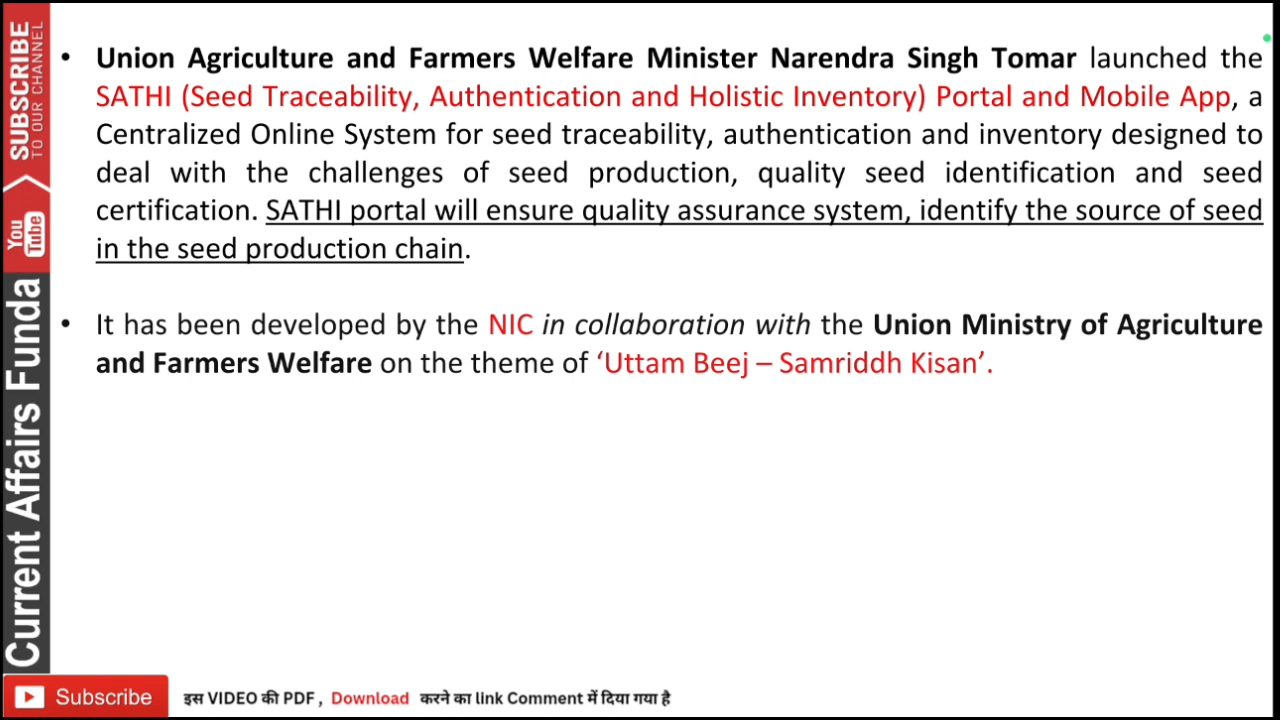 • Union Agriculture and Farmers Welfare Minister Narendra Singh Tomar launched the
SATHI (Seed Traceability, Authentication and Holistic Inventory) Portal and Mobile App, a
Centralized Online System for seed traceability, authentication and inventory designed to
deal with the challenges of seed production, quality seed identification and seed
certification. SATHI portal will ensure quality assurance system, identify the source of seed
in the seed production chain.
• It has been developed by the NIC in collaboration with the Union Ministry of Agriculture
and Farmers Welfare on the theme of ‘Uttam Beej – Samriddh Kisan’.
SUBSCRIBE
TO OUR CHANNEL
You
Tube
Current Affairs Funda
Subscribe
इस VIDEO की PDF , Download करने का link Comment में दिया गया है